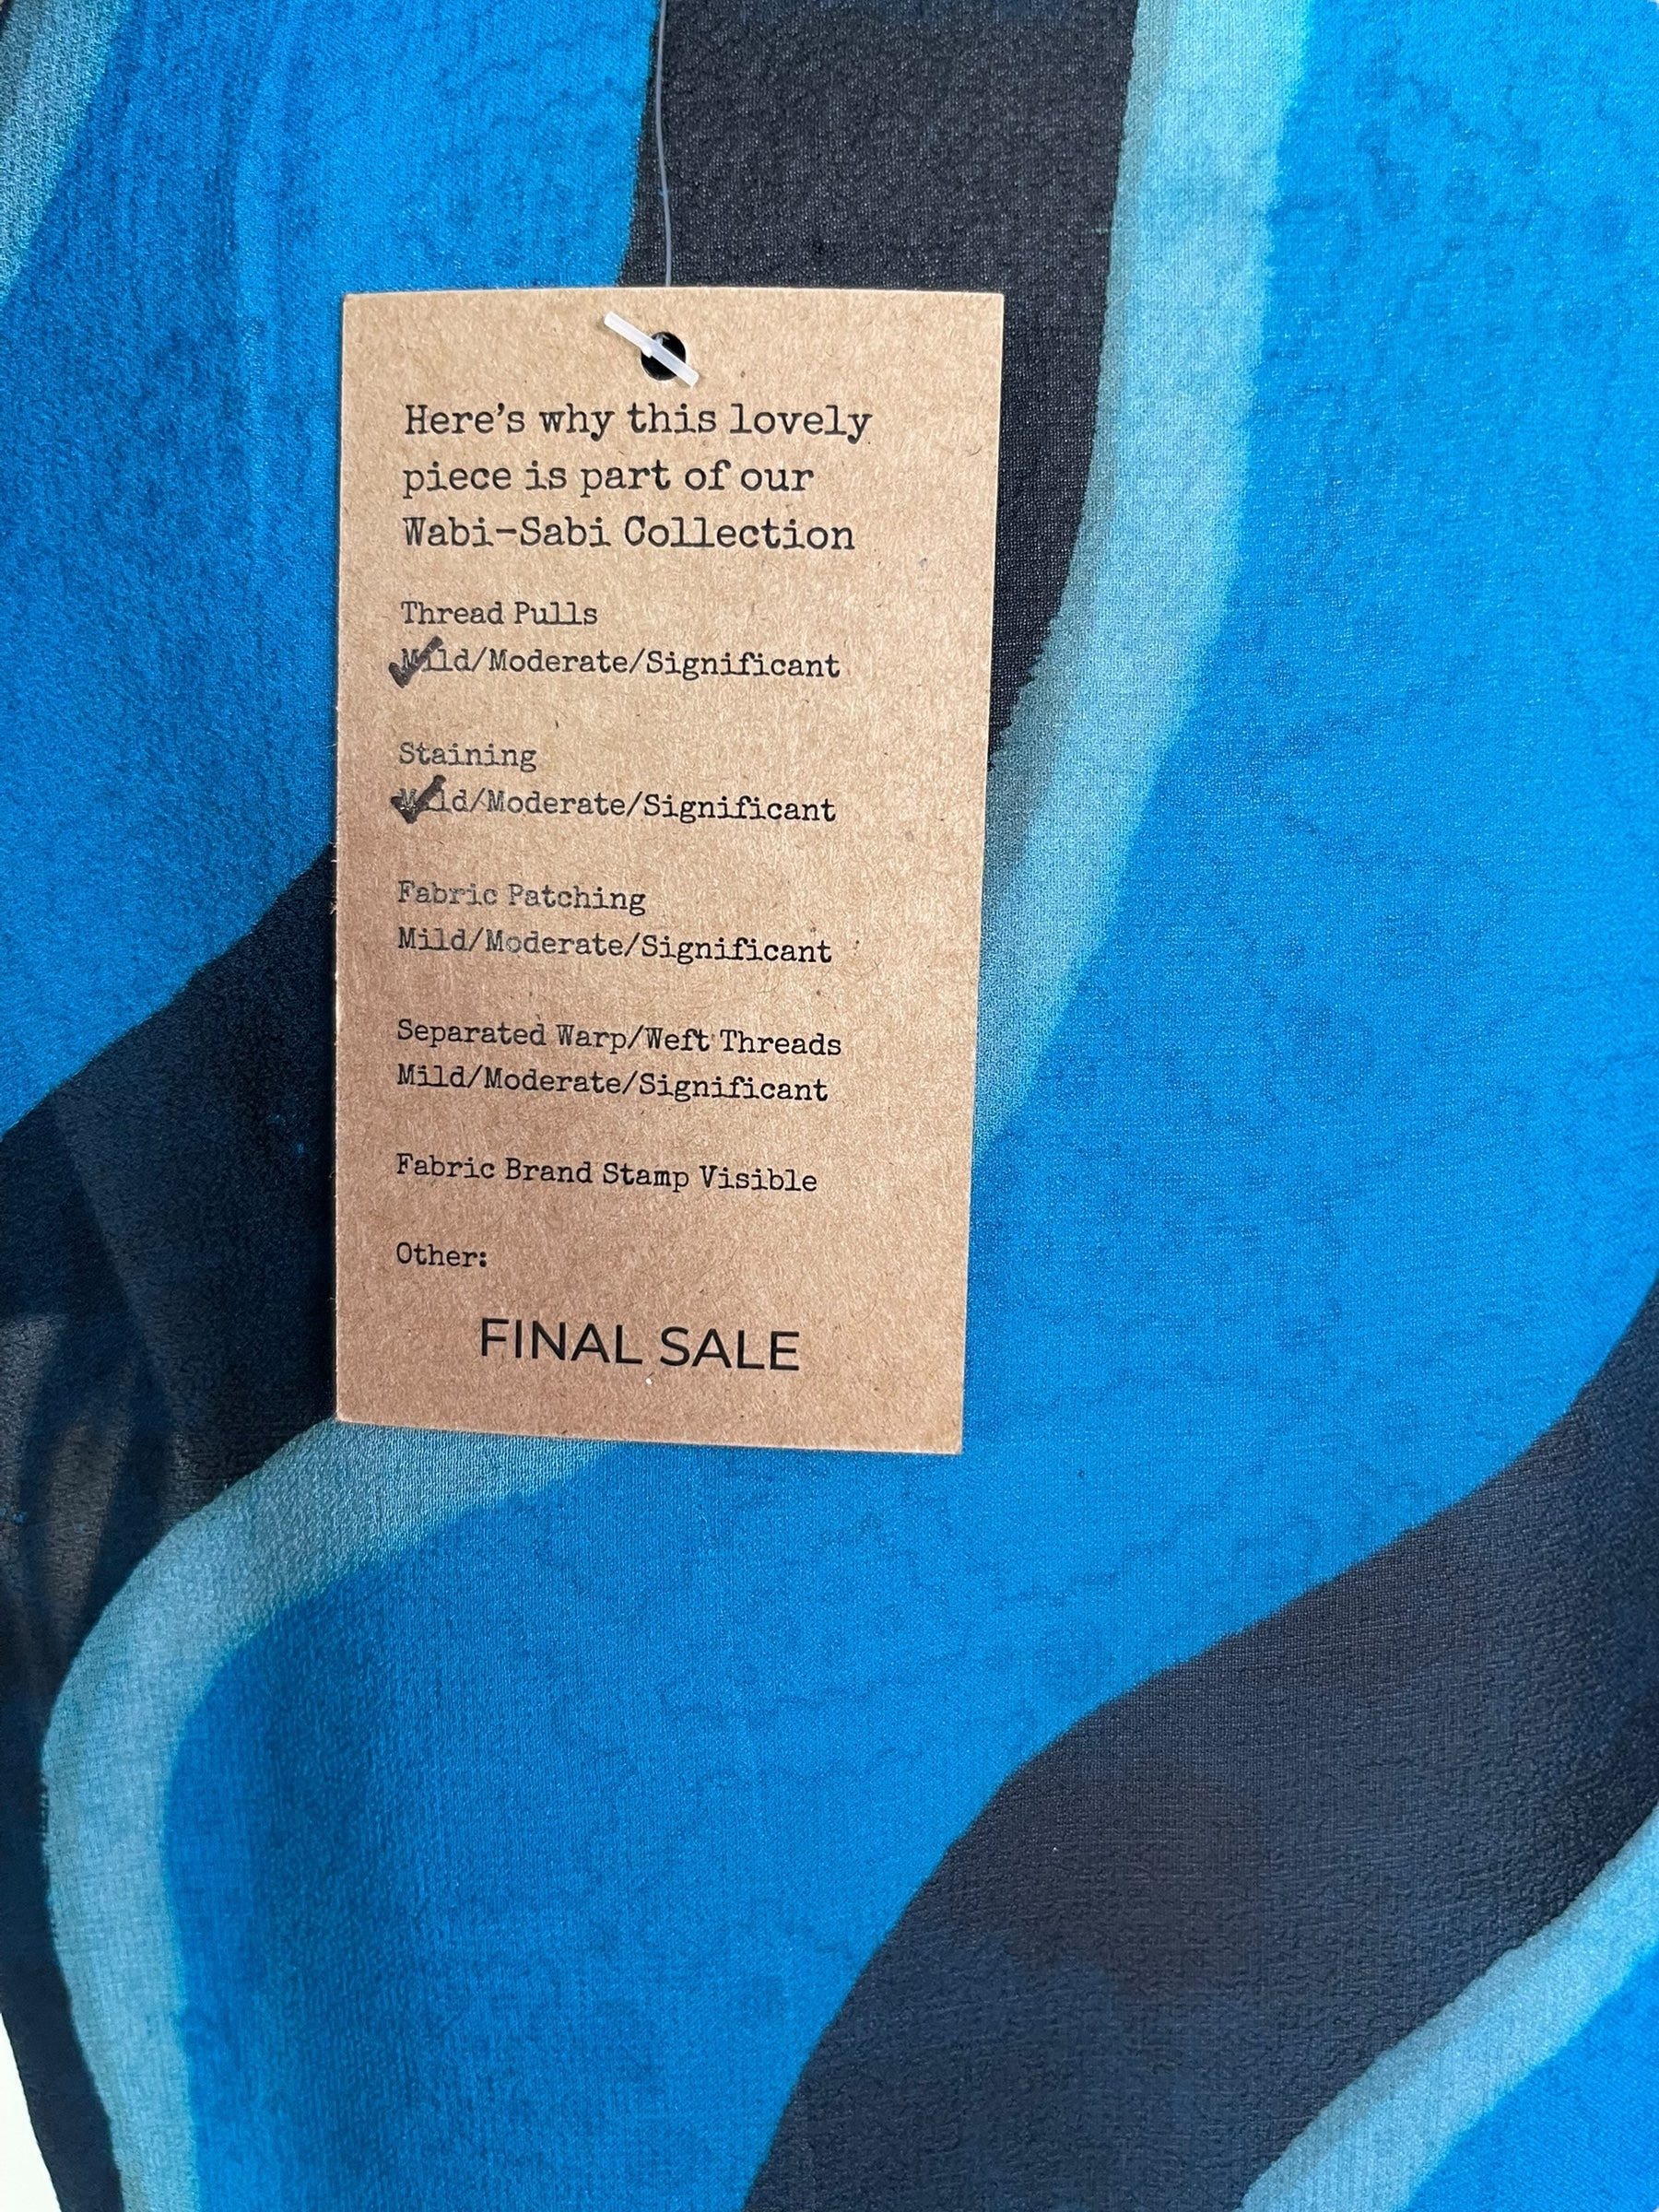 Here's why this lovely
piece is part of our
Wabi-Sabi Collection
Thread Pulls
Mild/Moderate/Significant
Staining
Mild/Moderate/Significant
Fabric Patching
Mild/Moderate/Significant
Separated Warp/Weft Threads
Mild/Moderate/Significant
Fabric Brand Stamp Visible
Other:
FINAL SALE